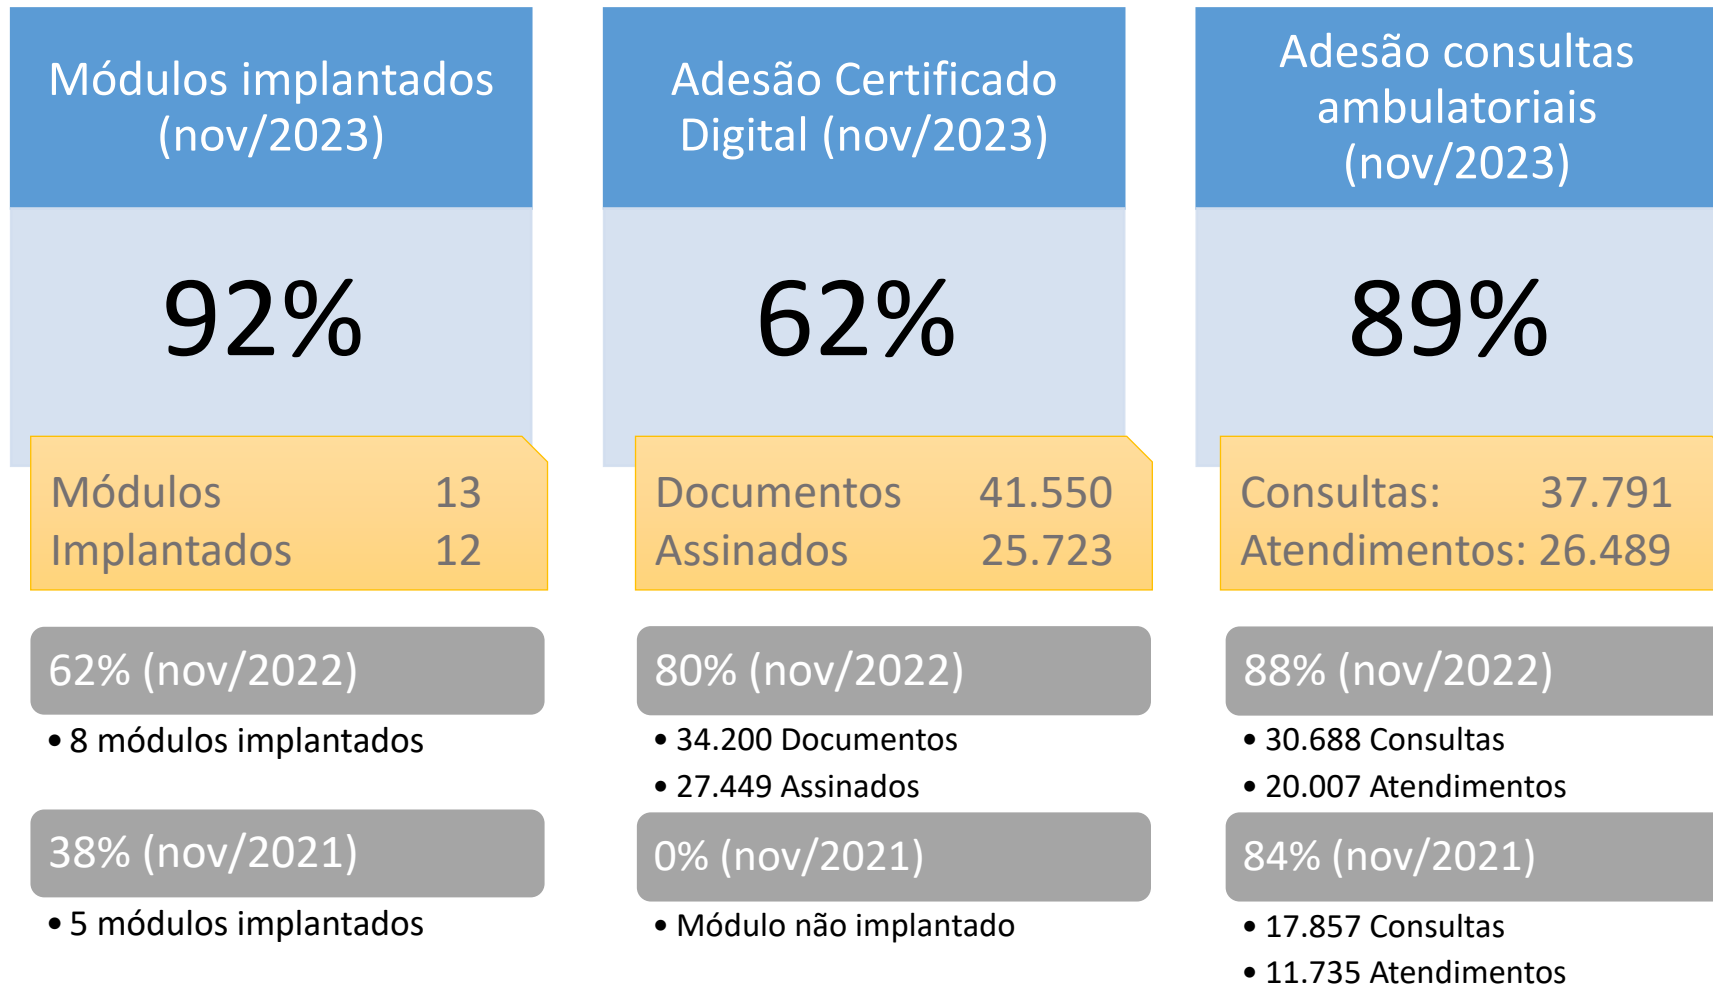 Módulos implantados
(nov/2023)
92%
Módulos 13
Implantados 12
62% (nov/2022)
• 8 módulos implantados
38% (nov/2021)
• 5 módulos implantados
Adesão Certificado
Digital (nov/2023)
62%
Documentos 41.550
Assinados 25.723
80% (nov/2022)
• 34.200 Documentos
• 27.449 Assinados
0% (nov/2021)
• Módulo não implantado
Adesão consultas
ambulatoriais
(nov/2023)
89%
Consultas: 37.791
Atendimentos: 26.489
88% (nov/2022)
• 30.688 Consultas
• 20.007 Atendimentos
84% (nov/2021)
• 17.857 Consultas
• 11.735 Atendimentos